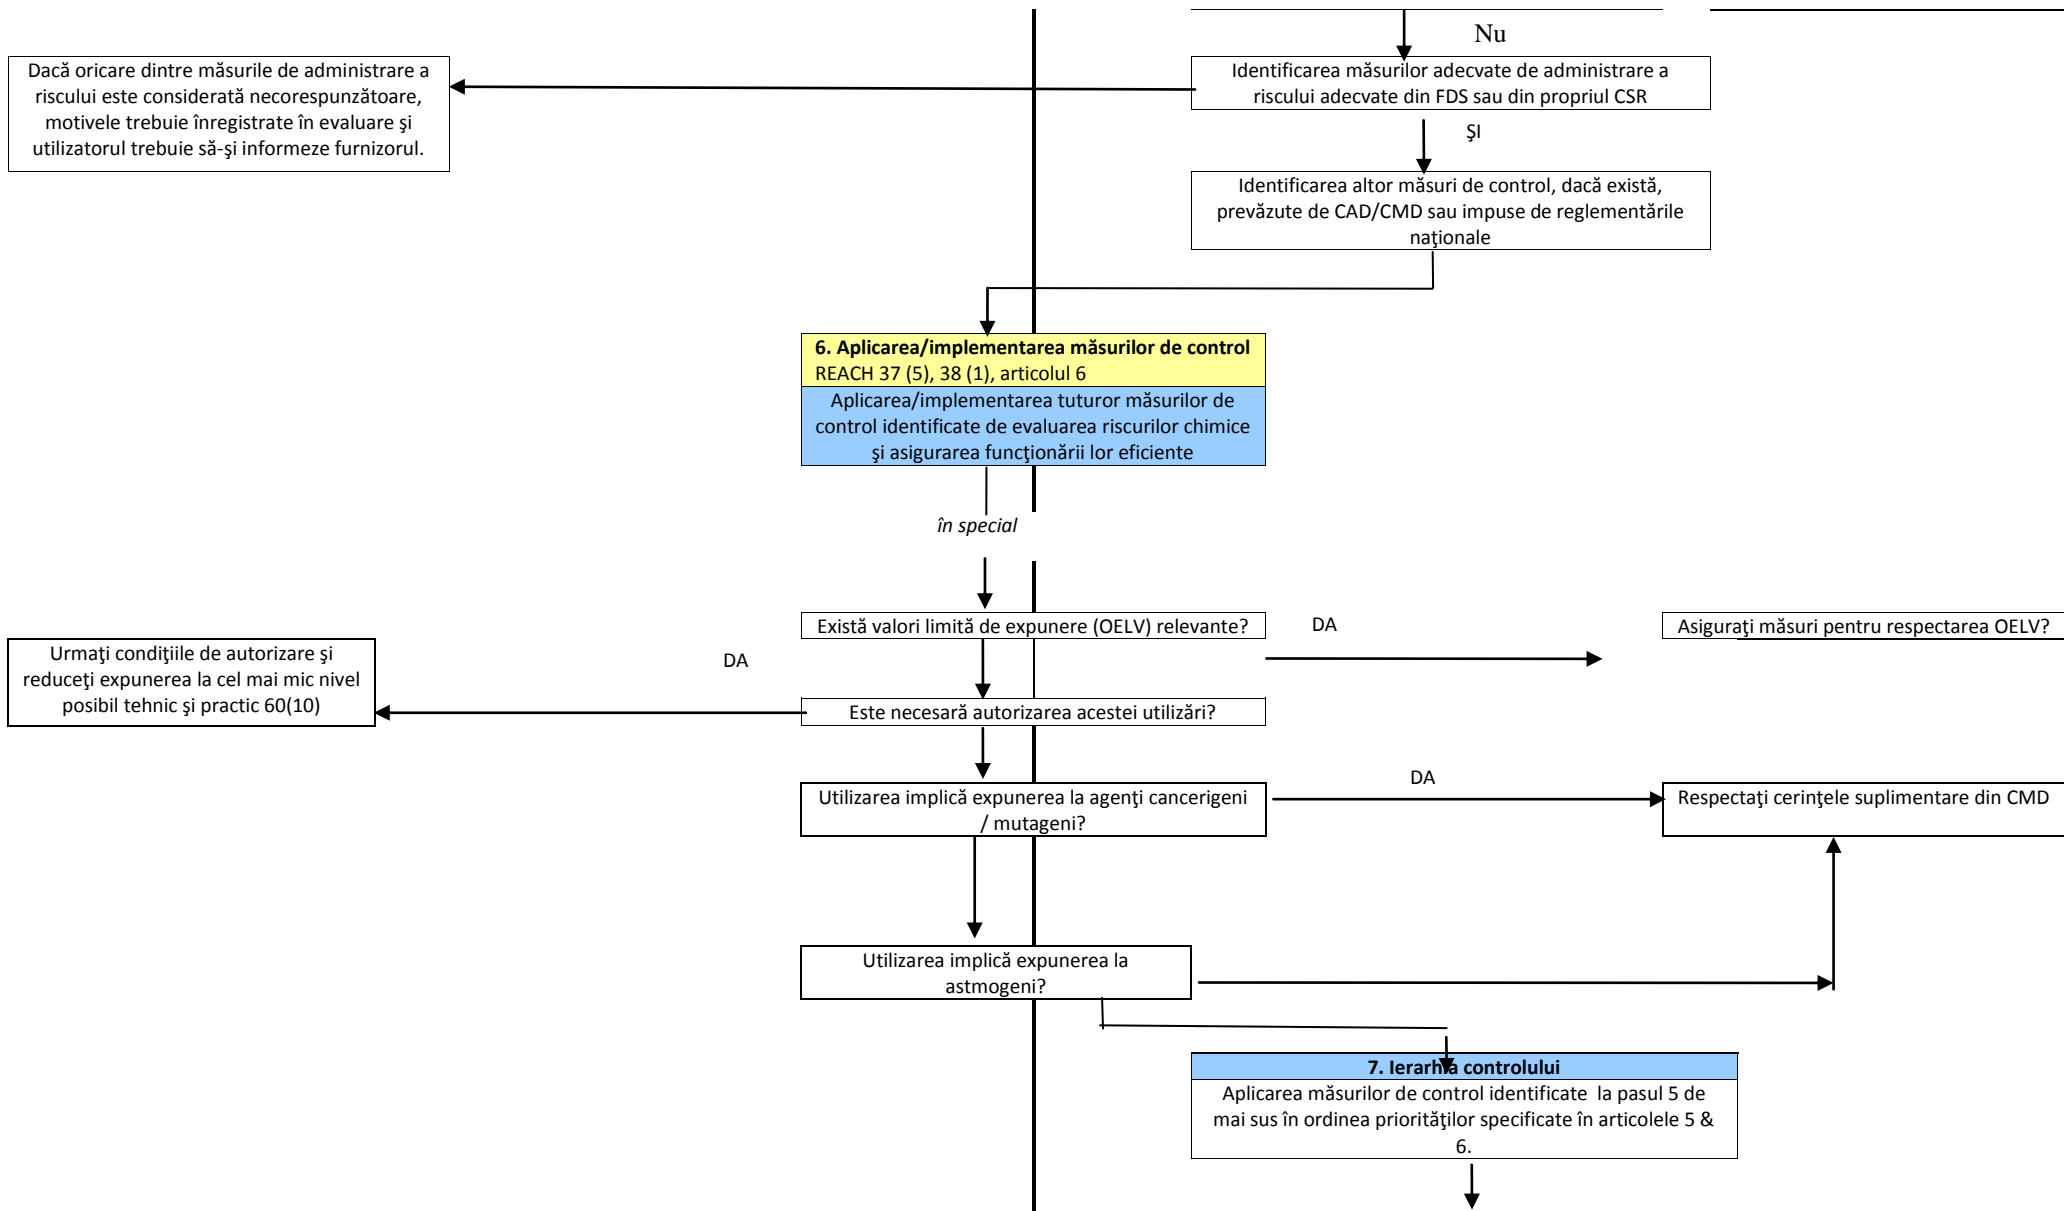 Nu
Dacă oricare dintre măsurile de administrare a
riscului este considerată necorespunzătoare,
motivele trebuie înregistrate în evaluare şi
utilizatorul trebuie să-şi informeze furnizorul.
Identificarea măsurilor adecvate de administrare a
riscului adecvate din FDS sau din propriul CSR
ŞI
Identificarea altor măsuri de control, dacă există,
prevăzute de CAD/CMD sau impuse de reglementările
naţionale
6. Aplicarea/implementarea măsurilor de control
REACH 37 (5), 38 (1), articolul 6
Aplicarea/implementarea tuturor măsurilor de
control identificate de evaluarea riscurilor chimice
şi asigurarea funcţionării lor eficiente
în special
Există valori limită de expunere (OELV) relevante?
DA
Asiguraţi măsuri pentru respectarea OELV?
Urmaţi condiţiile de autorizare şi
reduceţi expunerea la cel mai mic nivel
posibil tehnic şi practic 60(10)
DA
Este necesară autorizarea acestei utilizări?
Utilizarea implică expunerea la agenţi cancerigeni
/ mutageni?
DA
Respectaţi cerinţele suplimentare din CMD
Utilizarea implică expunerea la
astmogeni?
7. Ierarhia controlului
Aplicarea măsurilor de control identificate  la pasul 5 de
mai sus în ordinea priorităţilor specificate în articolele 5 &
6.